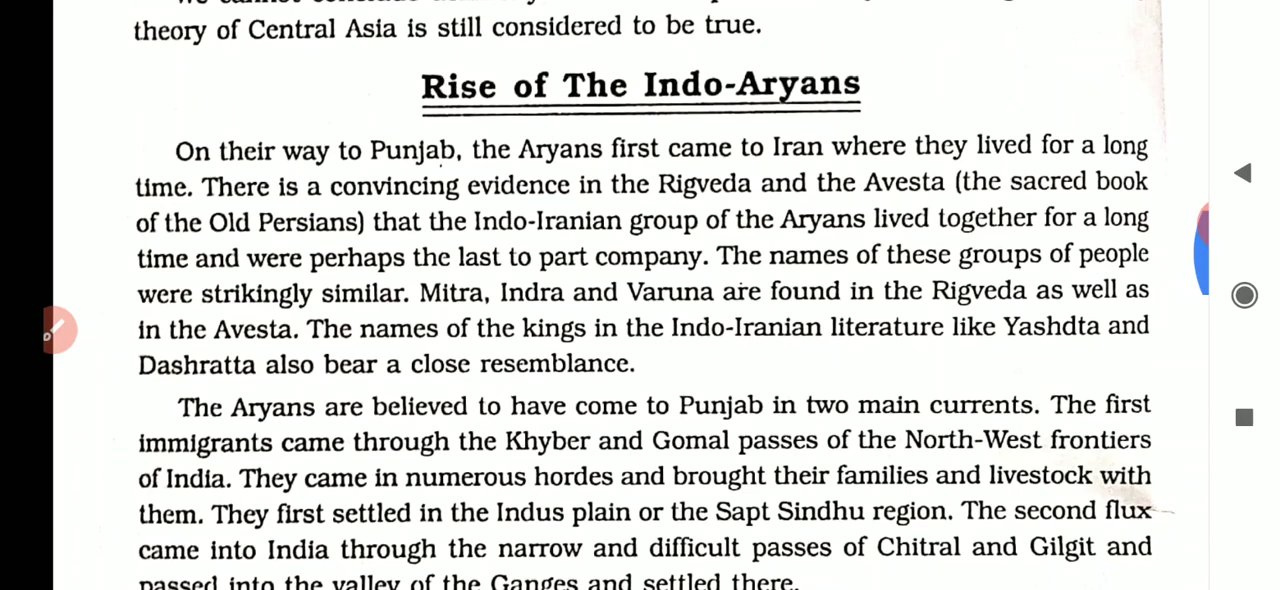 theory of Central Asia is still considered to be true.
Rise of The Indo-Aryans
On their way to Punjab, the Aryans first came to Iran where they lived for a long
time. There is a convincing evidence in the Rigveda and the Avesta (the sacred book
of the Old Persians) that the Indo-Iranian group of the Aryans lived together for a long
time and were perhaps the last to part company. The names of these groups of people
were strikingly similar. Mitra, Indra and Varuna are found in the Rigveda as well as
in the Avesta. The names of the kings in the Indo-Iranian literature like Yashdta and
Dashratta also bear a close resemblance.
The Aryans are believed to have come to Punjab in two main currents. The first
immigrants came through the Khyber and Gomal passes of the North-West frontiers
of India. They came in numerous hordes and brought their families and livestock with
them. They first settled in the Indus plain or the Sapt Sindhu region. The second flux
came into India through the narrow and difficult passes of Chitral and Gilgit and
passed into the valley of the Ganges and settled there.